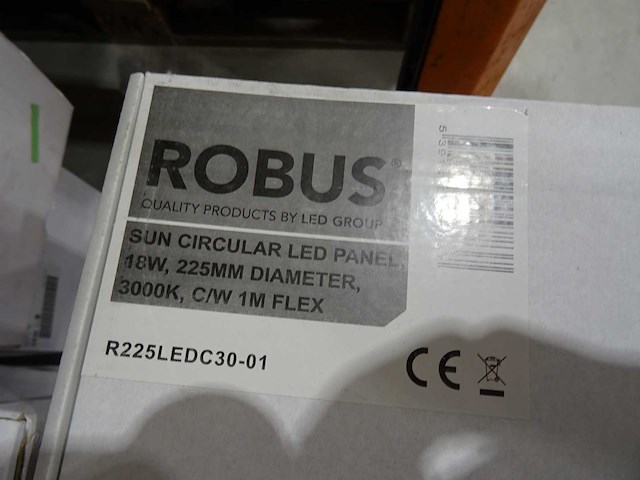 ROBUS®
QUALITY PRODUCTS BY LED GROUP
SUN CIRCULAR LED PANEL,
18W, 225MM DIAMETER,
3000K, C/W 1M FLEX
R225LEDC30-01
CE